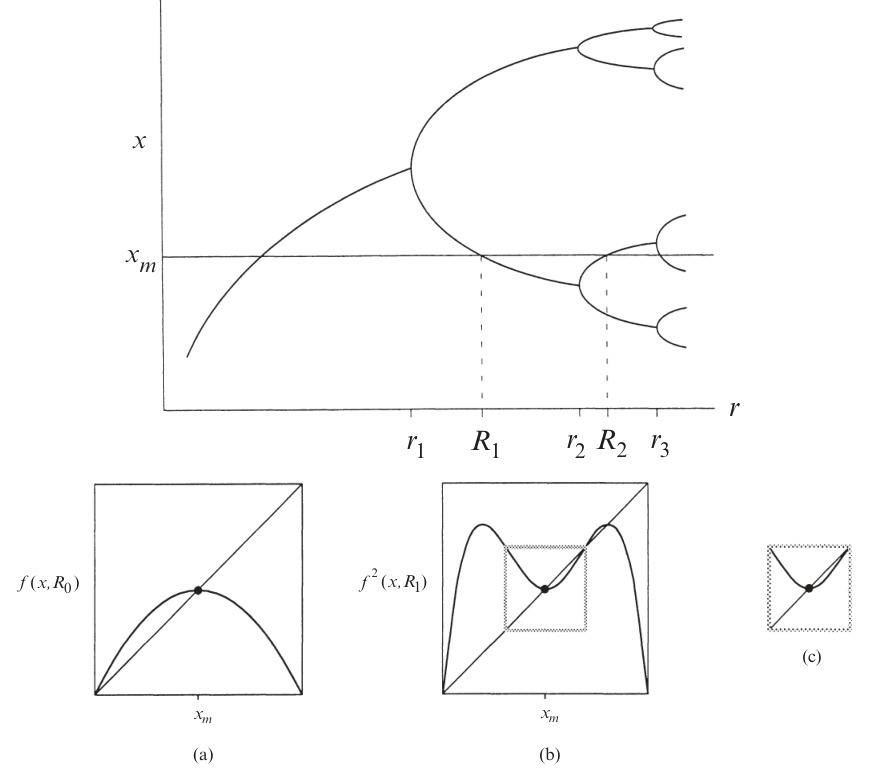 x
x_m
r
r_1 R_1 r_2 R_2 r_3
f(x,R_0)
f^2(x,R_1)
x_m
x_m
(a)
(b)
(c)